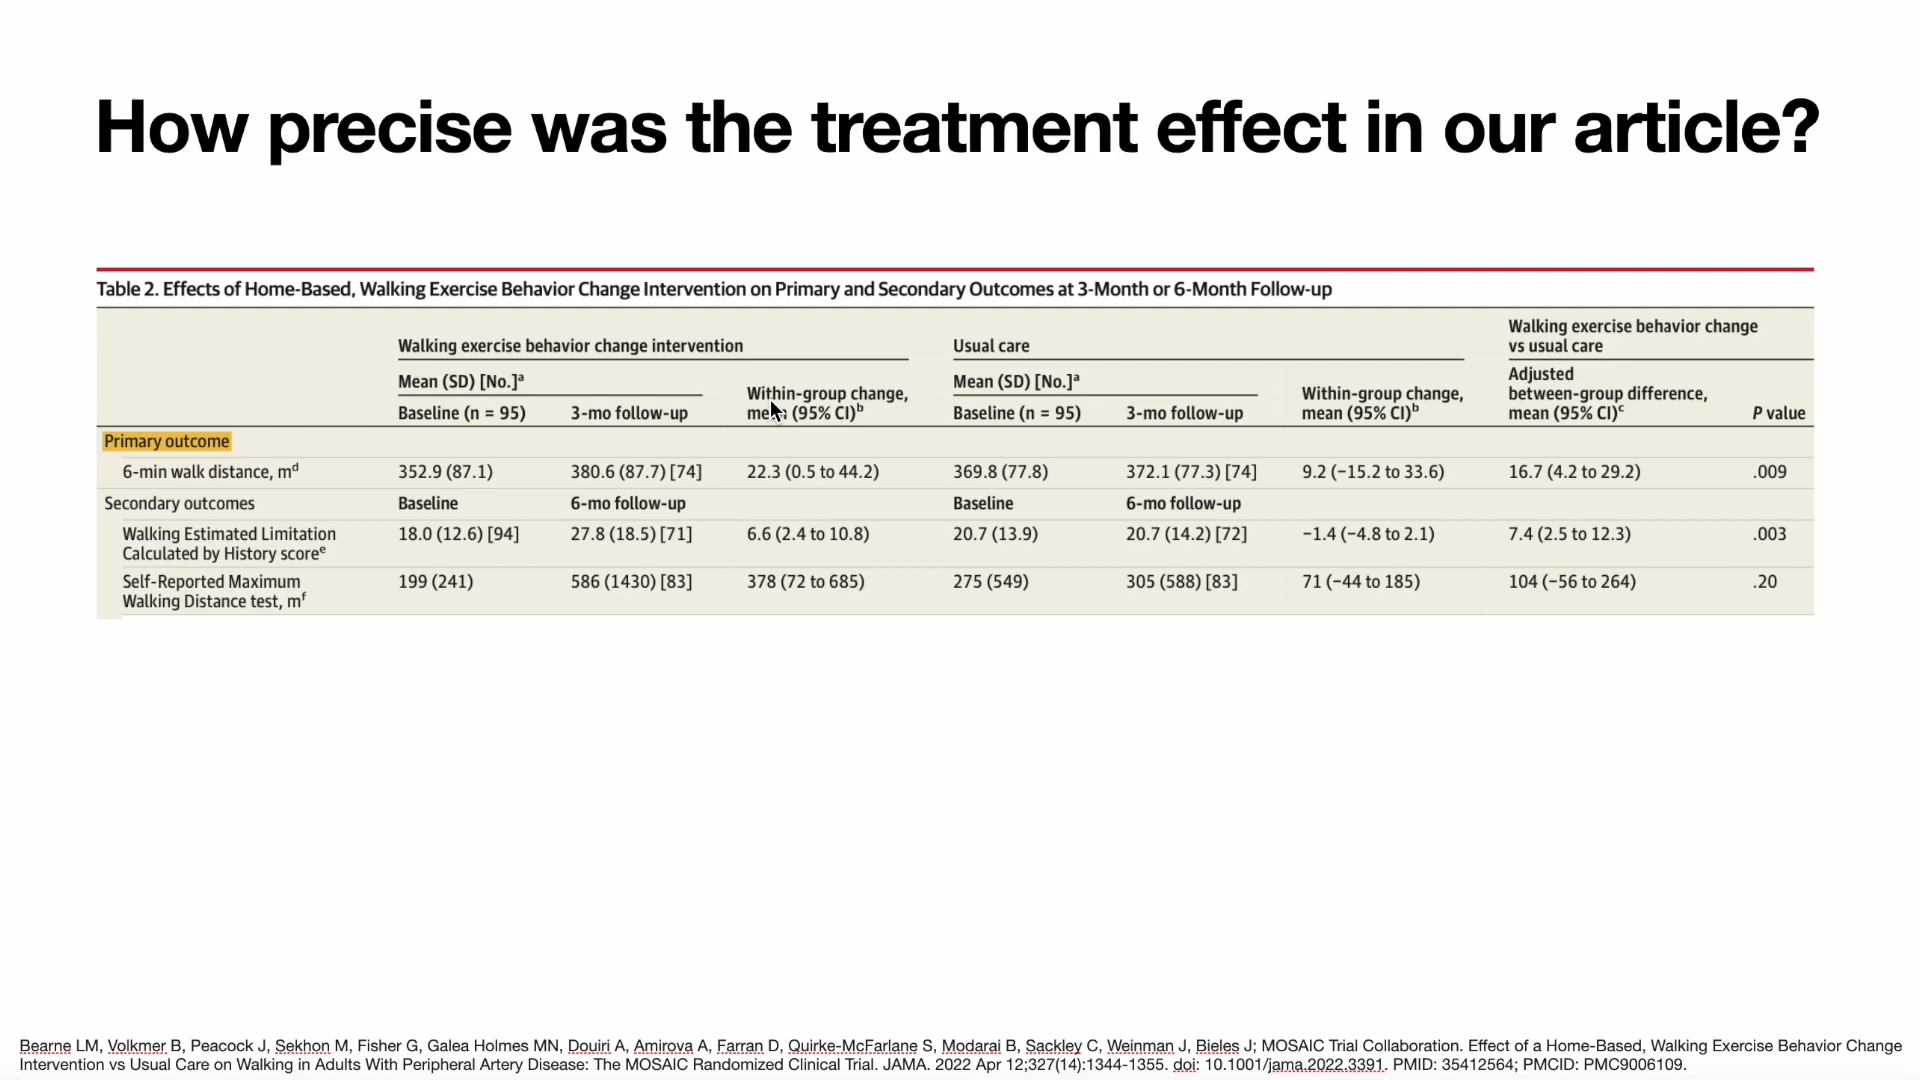 How precise was the treatment effect in our article?
Table 2. Effects of Home-Based, Walking Exercise Behavior Change Intervention on Primary and Secondary Outcomes at 3-Month or 6-Month Follow-up
Walking exercise behavior change intervention
Usual care
Walking exercise behavior change
vs usual care
Mean (SD) [No.]a
Within-group change,
mean (95% CI)b
Mean (SD) [No.]a
Within-group change,
mean (95% CI)b
Adjusted
between-group difference,
mean (95% CI)c
P value
Baseline (n = 95) 3-mo follow-up
Baseline (n = 95) 3-mo follow-up
Primary outcome
6-min walk distance, md 352.9 (87.1) 380.6 (87.7) [74] 22.3 (0.5 to 44.2) 369.8 (77.8) 372.1 (77.3) [74] 9.2 (−15.2 to 33.6) 16.7 (4.2 to 29.2) .009
Secondary outcomes Baseline 6-mo follow-up Baseline 6-mo follow-up
Walking Estimated Limitation
Calculated by History scoree
18.0 (12.6) [94] 27.8 (18.5) [71] 6.6 (2.4 to 10.8) 20.7 (13.9) 20.7 (14.2) [72] −1.4 (−4.8 to 2.1) 7.4 (2.5 to 12.3) .003
Self-Reported Maximum
Walking Distance test, mf
199 (241) 586 (1430) [83] 378 (72 to 685) 275 (549) 305 (588) [83] 71 (−44 to 185) 104 (−56 to 264) .20
Bearne LM, Volkmer B, Peacock J, Sekhon M, Fisher G, Galea Holmes MN, Douiri A, Amirova A, Farran D, Quirke-McFarlane S, Modarai B, Sackley C, Weinman J, Bieles J; MOSAIC Trial Collaboration. Effect of a Home-Based, Walking Exercise Behavior Change
Intervention vs Usual Care on Walking in Adults With Peripheral Artery Disease: The MOSAIC Randomized Clinical Trial. JAMA. 2022 Apr 12;327(14):1344-1355. doi: 10.1001/jama.2022.3391. PMID: 35412564; PMCID: PMC9006109.